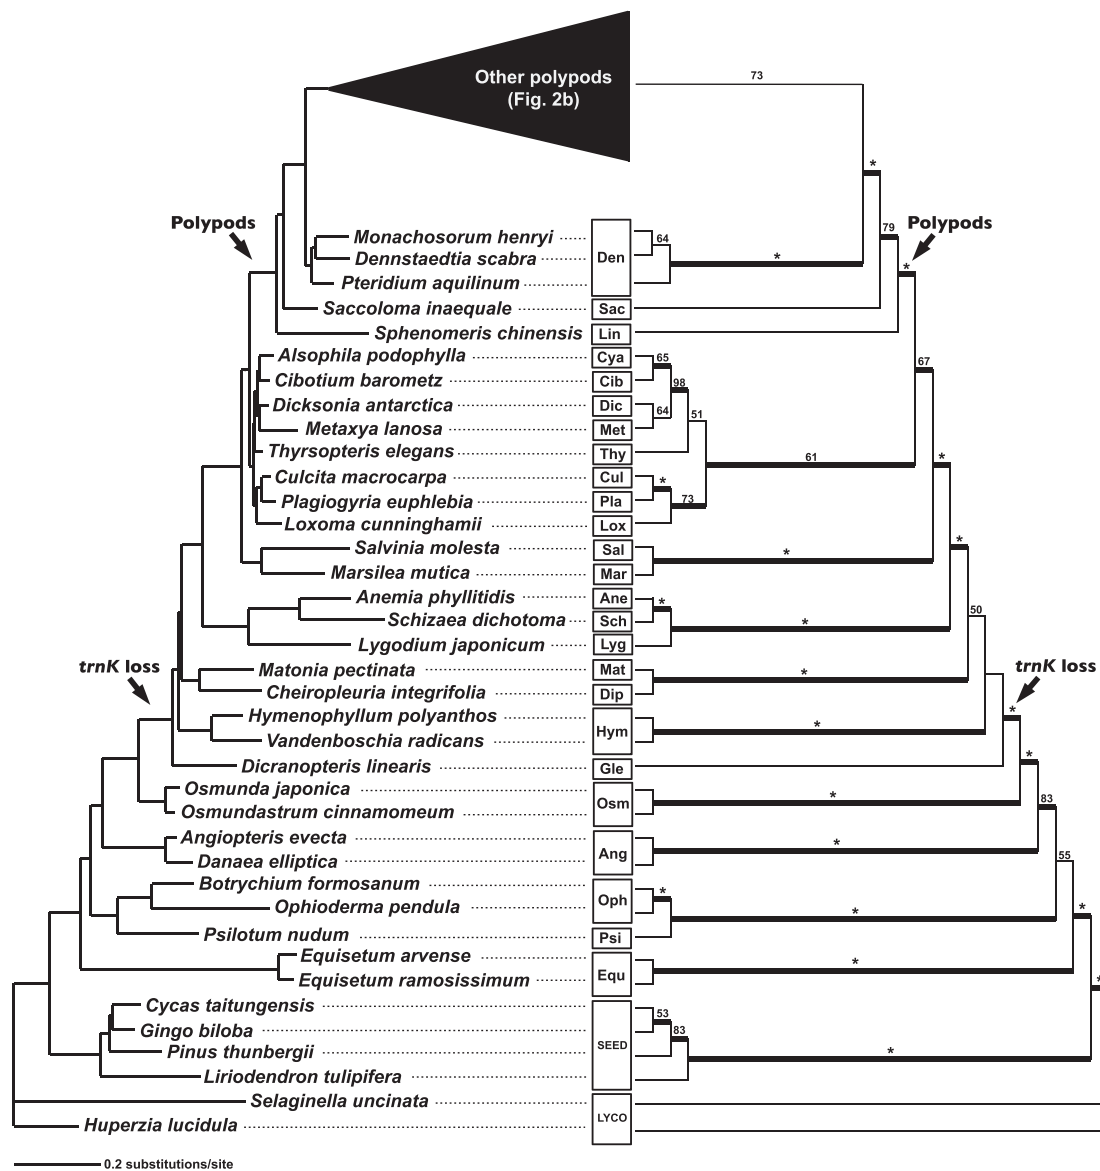 Other polypods
(Fig. 2b)
73
*
Polypods
79
Polypods
*
Monachosorum henryi
64
Dennstaedtia scabra
Den
*
Pteridium aquilinum
Saccoloma inaequale
Sac
Sphenomeris chinensis
Lin
Alsophila podophylla
Cya
65
67
Cibotium barometz
Cib
98
Dicksonia antarctica
Dic
64
51
Metaxya lanosa
Met
Thyrsopteris elegans
Thy
61
*
Culcita macrocarpa
Cul
*
Plagiogyria euphlebia
Pla
73
Loxoma cunninghamii
Lox
Salvinia molesta
Sal
*
*
Marsilea mutica
Mar
Anemia phyllitidis
Ane
*
50
Schizaea dichotoma
Sch
*
Lygodium japonicum
Lyg
trnK loss
Matonia pectinata
Mat
*
trnK loss
Cheiropleuria integrifolia
Dip
Hymenophyllum polyanthos
Hym
*
*
Vandenboschia radicans
Dicranopteris linearis
Gle
*
Osmunda japonica
Osm
*
83
Osmundastrum cinnamomeum
Angiopteris evecta
Ang
*
55
Danaea elliptica
Botrychium formosanum
Oph
*
*
*
Ophioderma pendula
Psilotum nudum
Psi
Equisetum arvense
Equ
*
Equisetum ramosissimum
*
Cycas taitungensis
53
Gingo biloba
SEED
83
Pinus thunbergii
*
Liriodendron tulipifera
Selaginella uncinata
LYCO
Huperzia lucidula
0.2 substitutions/site